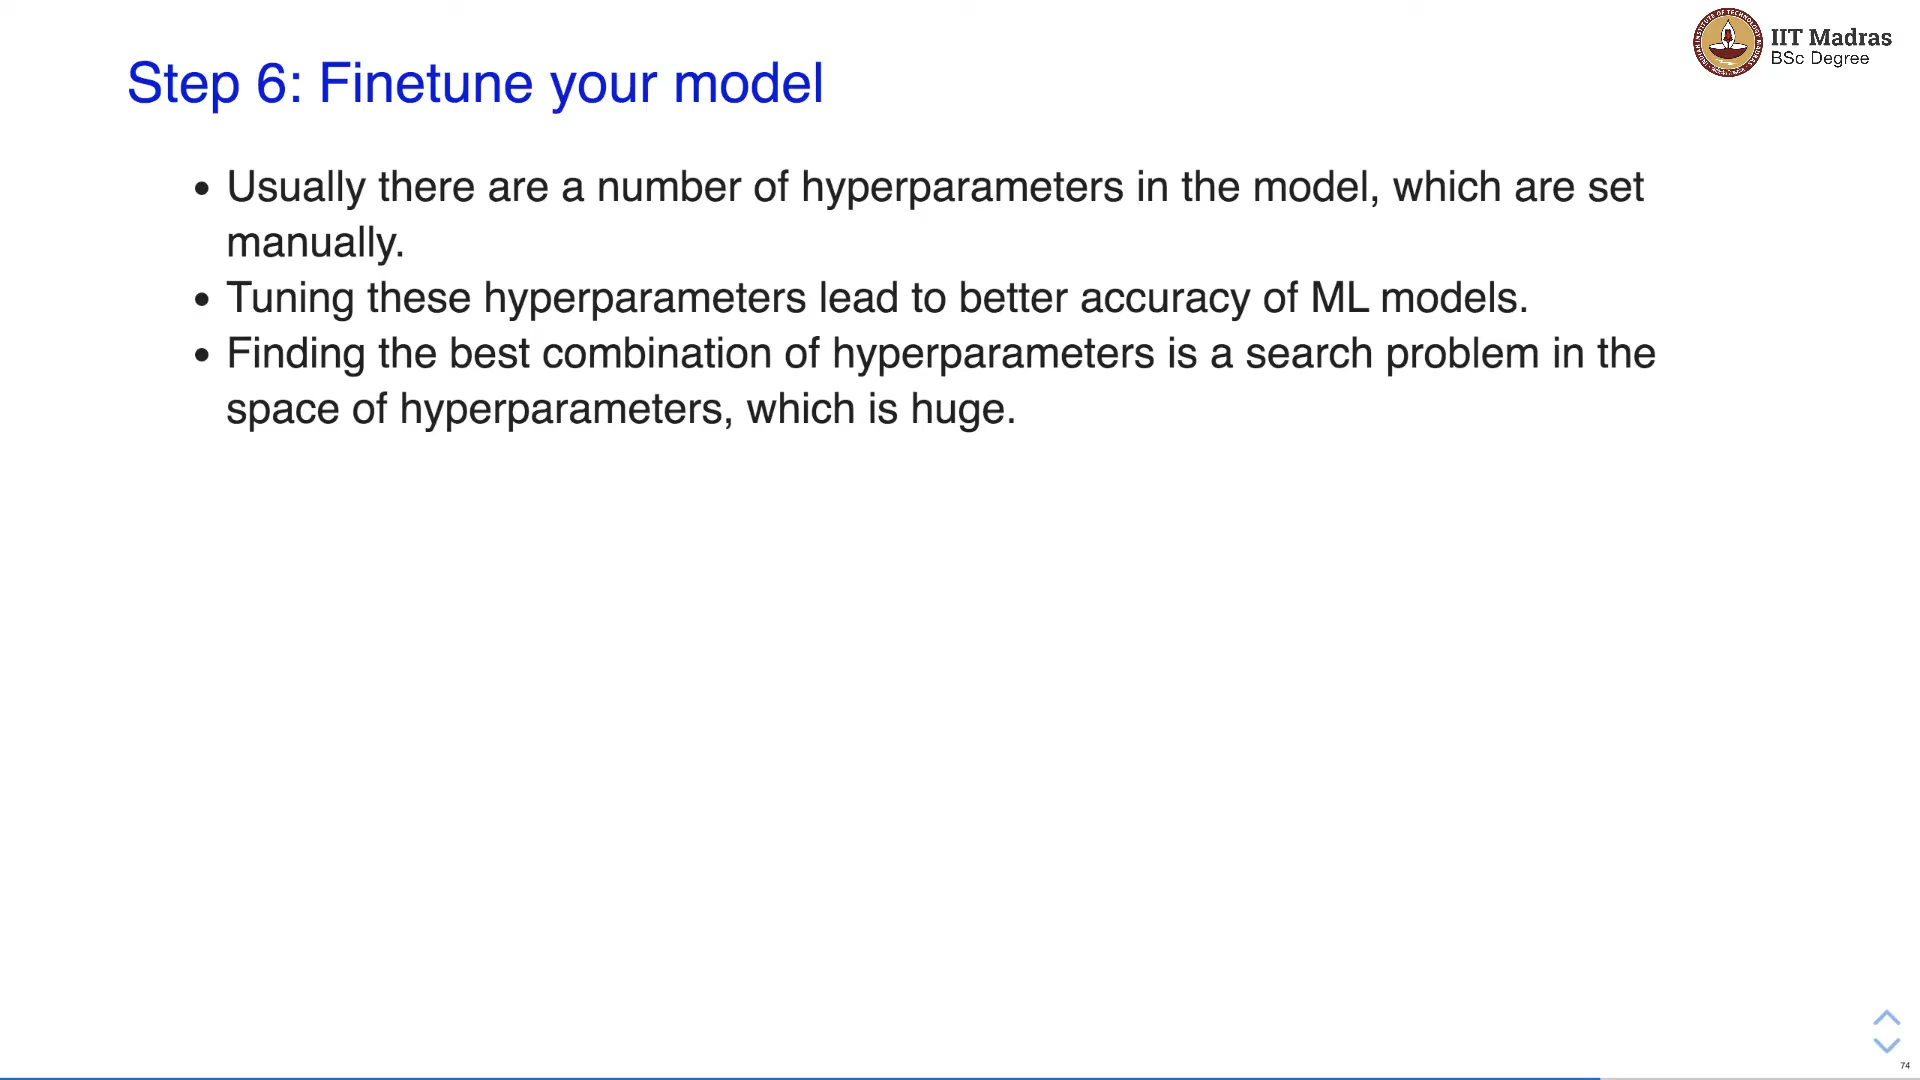 IIT Madras
BSc Degree
Step 6: Finetune your model
• Usually there are a number of hyperparameters in the model, which are set
manually.
• Tuning these hyperparameters lead to better accuracy of ML models.
• Finding the best combination of hyperparameters is a search problem in the
space of hyperparameters, which is huge.
74